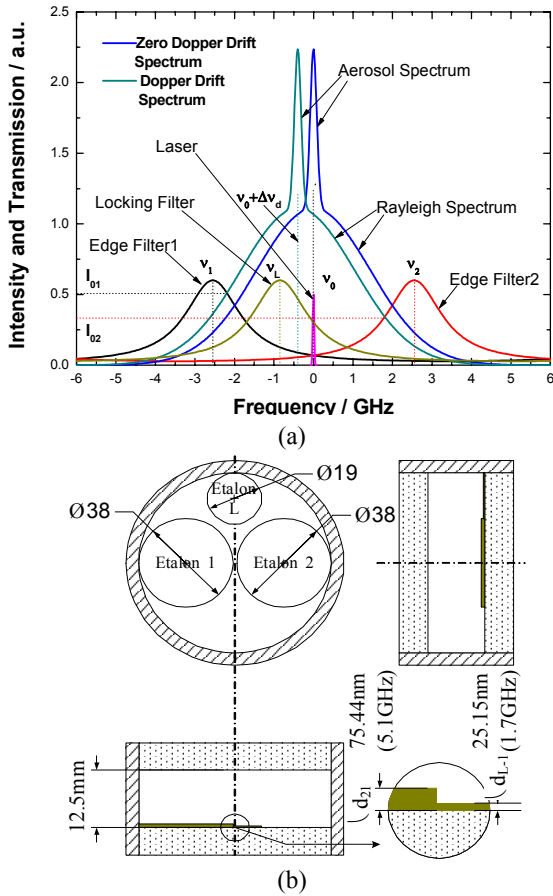 Intensity and Transmission / a.u.
2.5
2.0
1.5
1.0
0.5
0.0
Zero Dopper Drift
Spectrum
Dopper Drift
Spectrum
Aerosol Spectrum
Laser
ν₀+Δν_d
Locking Filter
Rayleigh Spectrum
Edge Filter1
ν₁
ν_L
ν₀
ν₂
Edge Filter2
I₀₁
I₀₂
-6 -5 -4 -3 -2 -1 0 1 2 3 4 5 6
Frequency / GHz
(a)
Etalon
L
Ø19
Ø38
Ø38
Etalon 1
Etalon 2
75.44nm
(5.1GHz)
25.15nm
(1.7GHz)
12.5mm
(d₂₁
(d_L-1
(b)